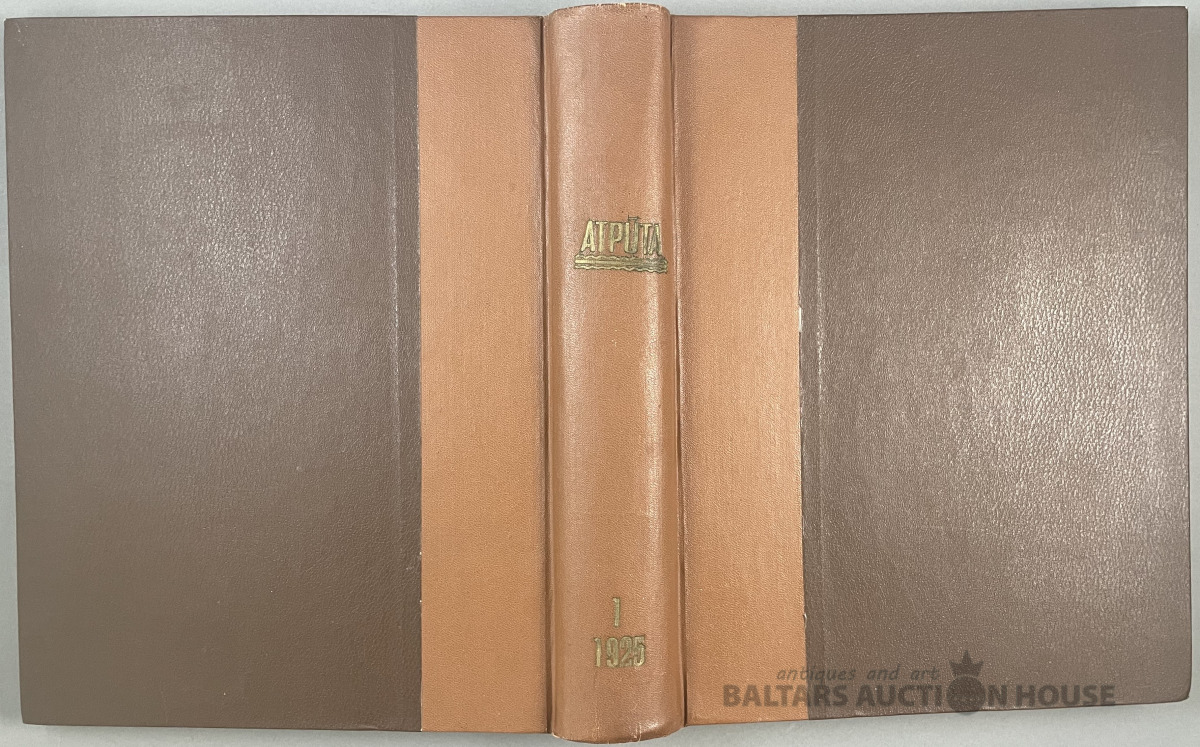 ATPŪTA
1
1925
antiques and art
BALTARS AUCTION HOUSE